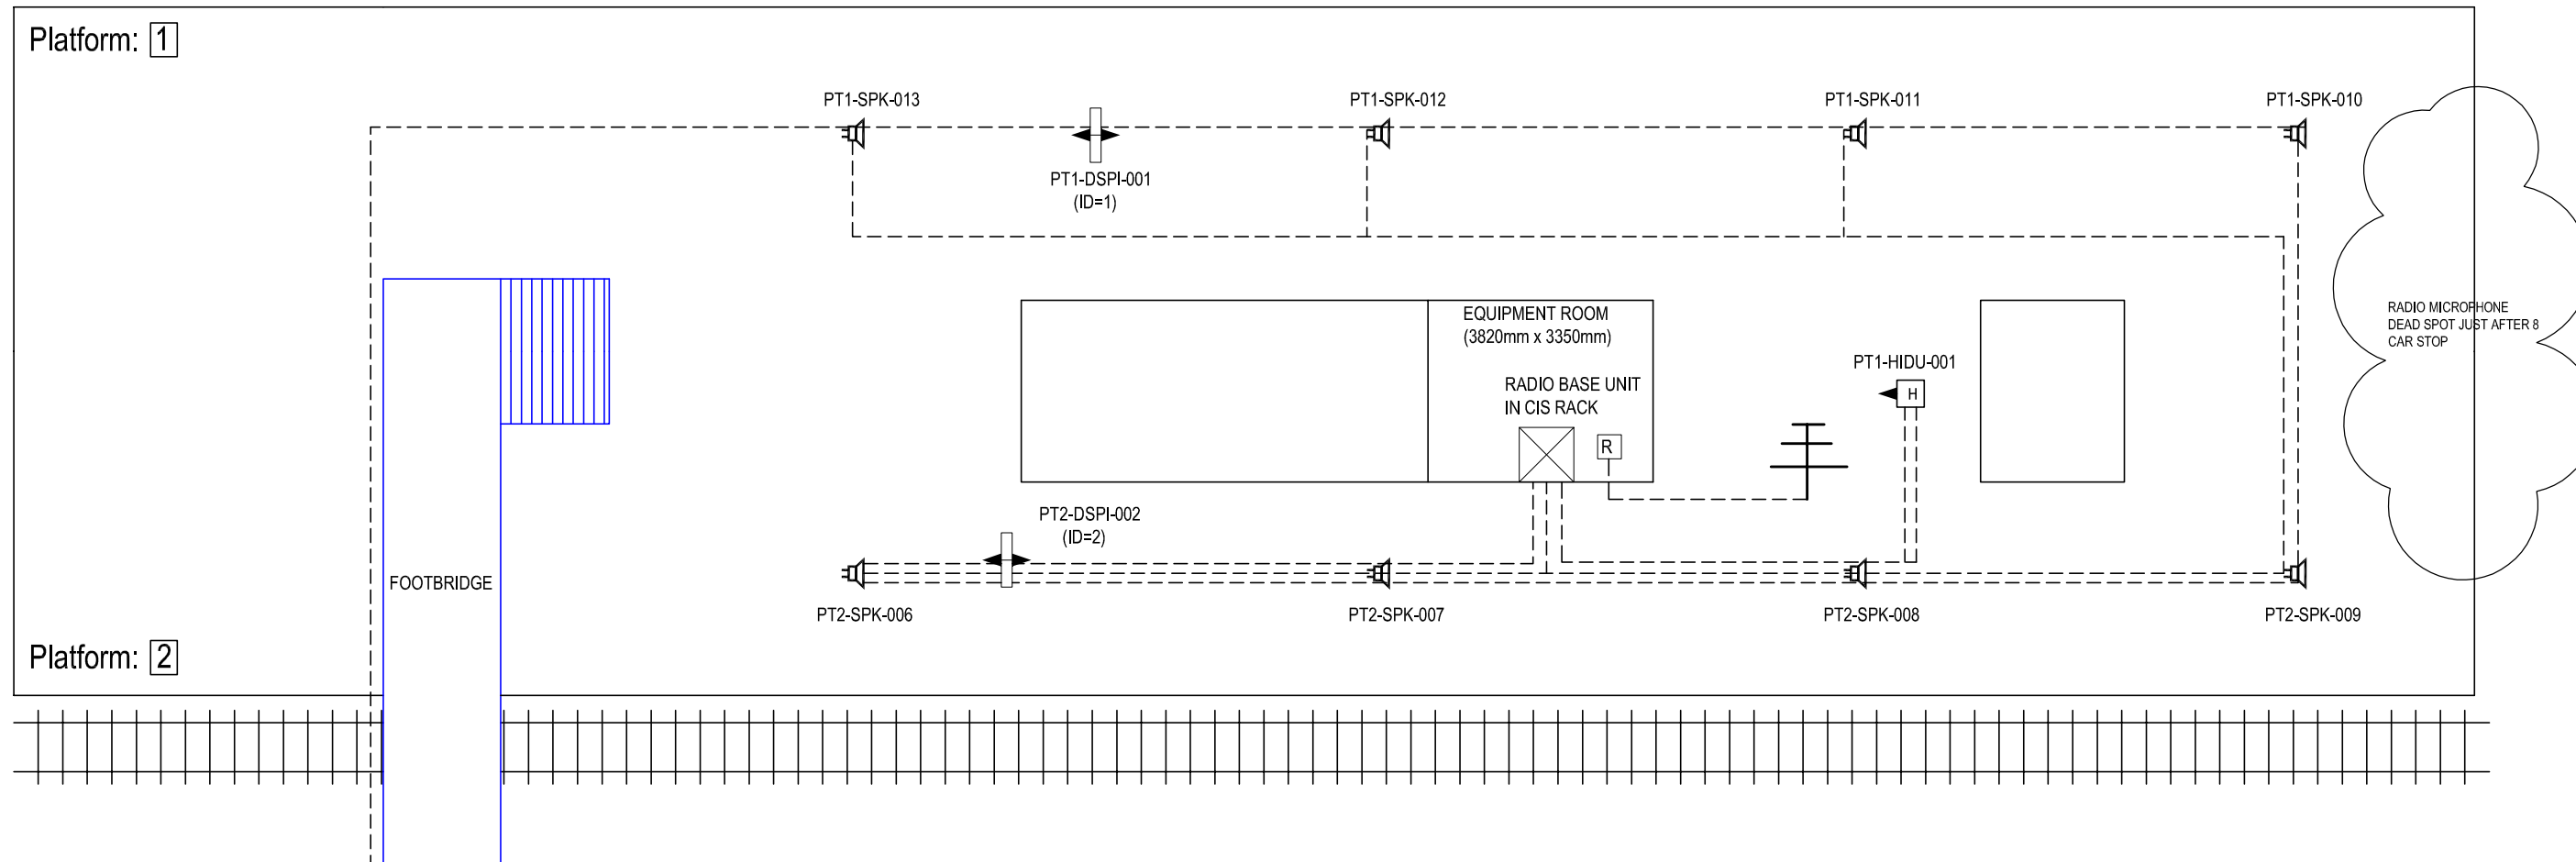 Platform: 1
PT1-SPK-013
PT1-SPK-012
PT1-SPK-011
PT1-SPK-010
PT1-DSPI-001
(ID=1)
EQUIPMENT ROOM
(3820mm x 3350mm)
RADIO MICROPHONE
DEAD SPOT JUST AFTER 8
CAR STOP
PT1-HIDU-001
H
RADIO BASE UNIT
IN CIS RACK
R
PT2-DSPI-002
(ID=2)
FOOTBRIDGE
PT2-SPK-006
PT2-SPK-007
PT2-SPK-008
PT2-SPK-009
Platform: 2